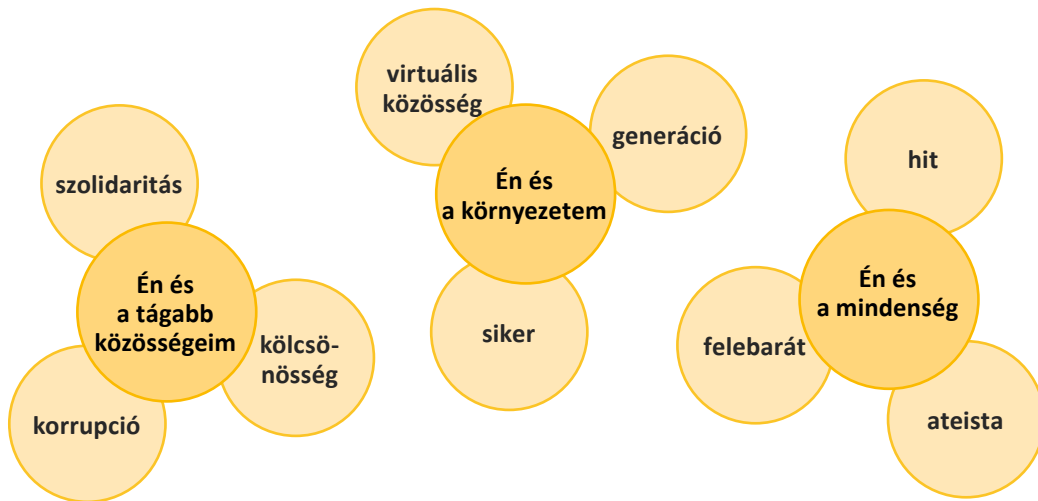 szolidaritás
Én és
a tágabb
közösségeim
kölcsö-
nösség
korrupció
virtuális
közösség
generáció
Én és
a környezetem
siker
hit
Én és
a mindenség
felebarát
ateista